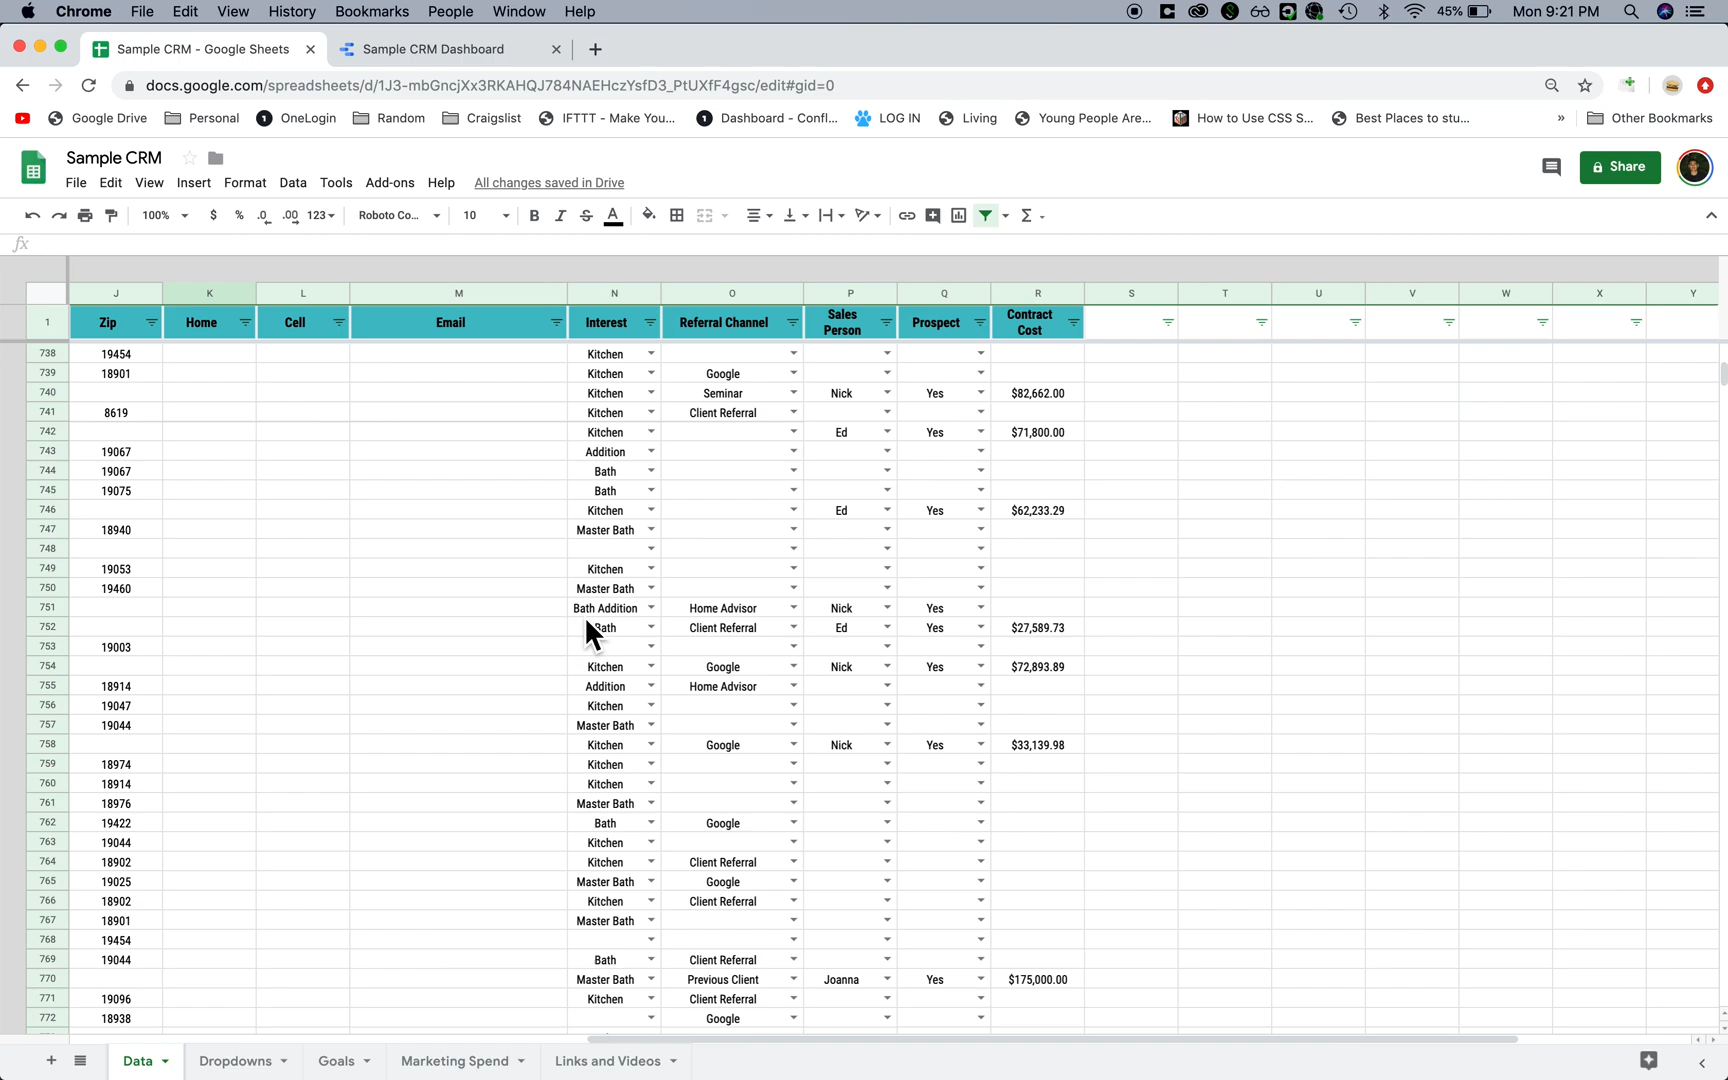 Chrome File Edit View History Bookmarks People Window Help 45% Mon 9:21 PM
Sample CRM - Google Sheets Sample CRM Dashboard
docs.google.com/spreadsheets/d/1J3-mbGncjXx3RKAHQJ784NAEHczYsfD3_PtUXfF4gsc/edit#gid=0
Google Drive Personal OneLogin Random Craigslist IFTTT - Make You... Dashboard - Confl... LOG IN Living Young People Are... How to Use CSS S... Best Places to stu... » Other Bookmarks
Sample CRM
File Edit View Insert Format Data Tools Add-ons Help All changes saved in Drive Share
100% $ % .0 .00 123 Roboto Co... 10 B I S A Σ
fx
J K L M N O P Q R S T U V W X Y
1 Zip Home Cell Email Interest Referral Channel Sales Person Prospect Contract Cost
738 19454 Kitchen
739 18901 Kitchen Google
740 Kitchen Seminar Nick Yes $82,662.00
741 8619 Kitchen Client Referral
742 Kitchen Ed Yes $71,800.00
743 19067 Addition
744 19067 Bath
745 19075 Bath
746 Kitchen Ed Yes $62,233.29
747 18940 Master Bath
748
749 19053 Kitchen
750 19460 Master Bath
751 Bath Addition Home Advisor Nick Yes
752 Bath Client Referral Ed Yes $27,589.73
753 19003
754 Kitchen Google Nick Yes $72,893.89
755 18914 Addition Home Advisor
756 19047 Kitchen
757 19044 Master Bath
758 Kitchen Google Nick Yes $33,139.98
759 18974 Kitchen
760 18914 Kitchen
761 18976 Master Bath
762 19422 Bath Google
763 19044 Kitchen
764 18902 Kitchen Client Referral
765 19025 Master Bath Google
766 18902 Kitchen Client Referral
767 18901 Master Bath
768 19454
769 19044 Bath Client Referral
770 Master Bath Previous Client Joanna Yes $175,000.00
771 19096 Kitchen Client Referral
772 18938 Google
Data Dropdowns Goals Marketing Spend Links and Videos